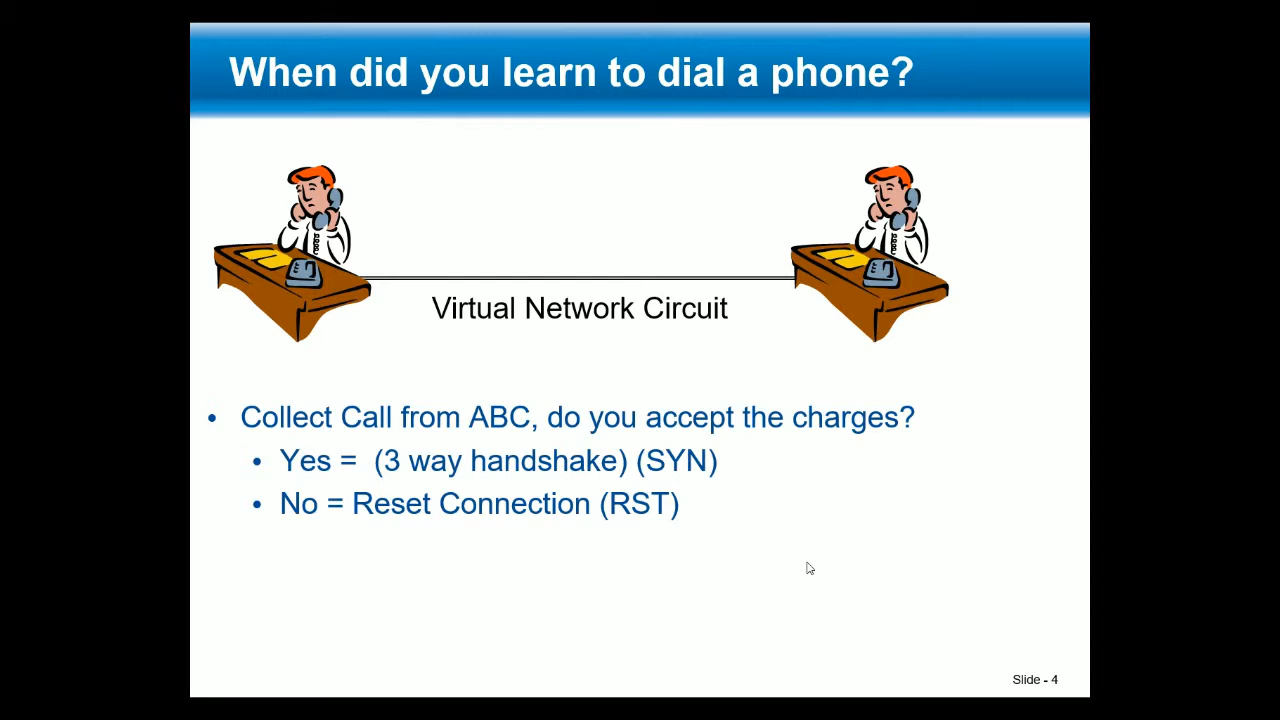 When did you learn to dial a phone?
Virtual Network Circuit
• Collect Call from ABC, do you accept the charges?
• Yes = (3 way handshake) (SYN)
• No = Reset Connection (RST)
Slide - 4